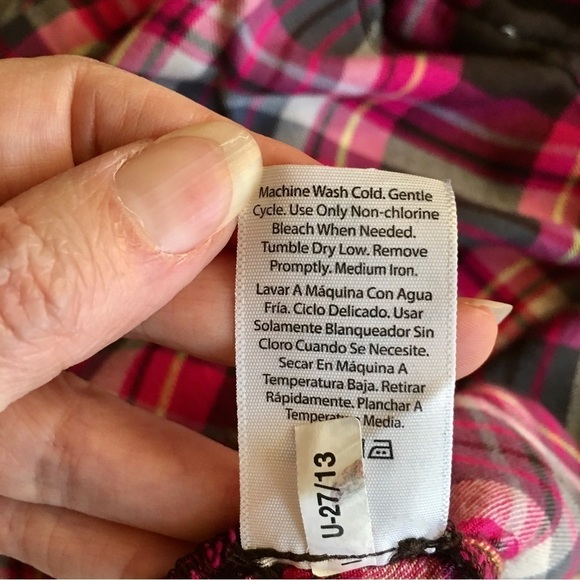 Machine Wash Cold. Gentle
Cycle. Use Only Non-chlorine
Bleach When Needed.
Tumble Dry Low. Remove
Promptly. Medium Iron.
Lavar A Máquina Con Agua
Fría. Ciclo Delicado. Usar
Solamente Blanqueador Sin
Cloro Cuando Se Necesite.
Secar En Máquina A
Temperatura Baja. Retirar
Rápidamente. Planchar A
Temperatura Media.
U-27/13